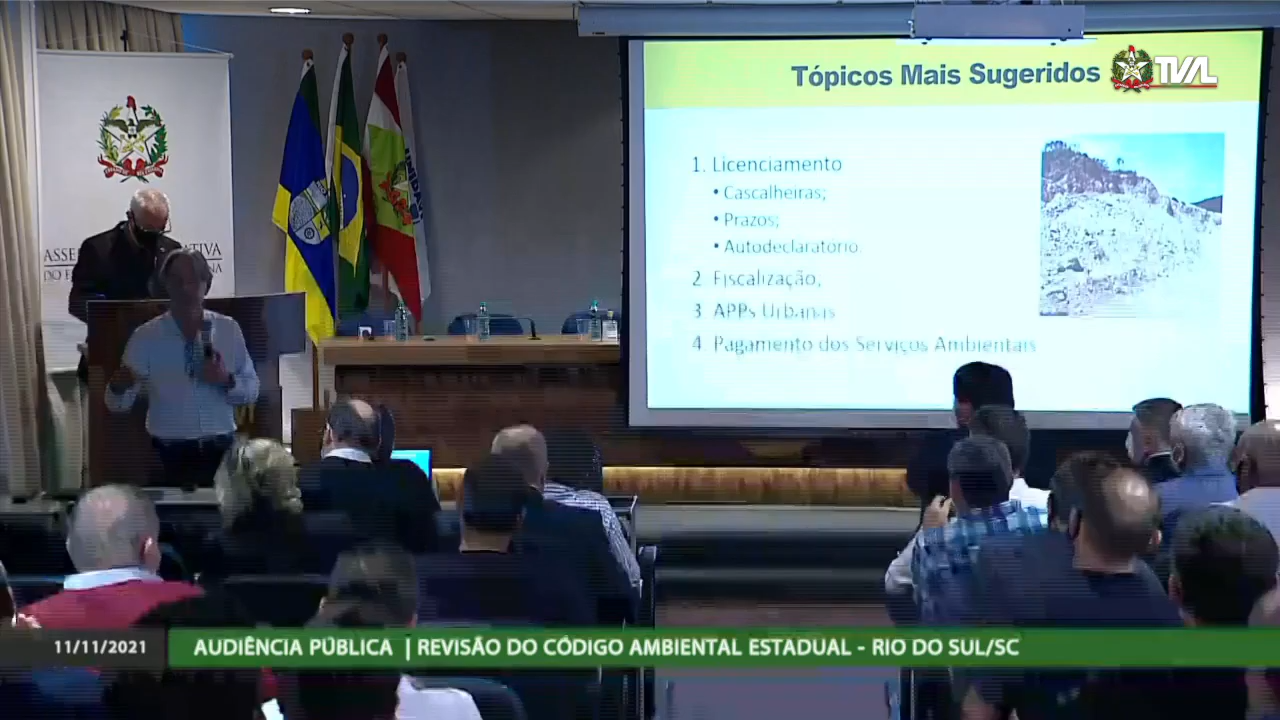 Tópicos Mais Sugeridos
TVAL
1. Licenciamento
• Cascalheiras;
• Prazos;
• Autodeclaratório.
2 Fiscalização;
3 APPs Urbanas
4 Pagamento dos Serviços Ambientais
11/11/2021
AUDIÊNCIA PÚBLICA | REVISÃO DO CÓDIGO AMBIENTAL ESTADUAL - RIO DO SUL/SC